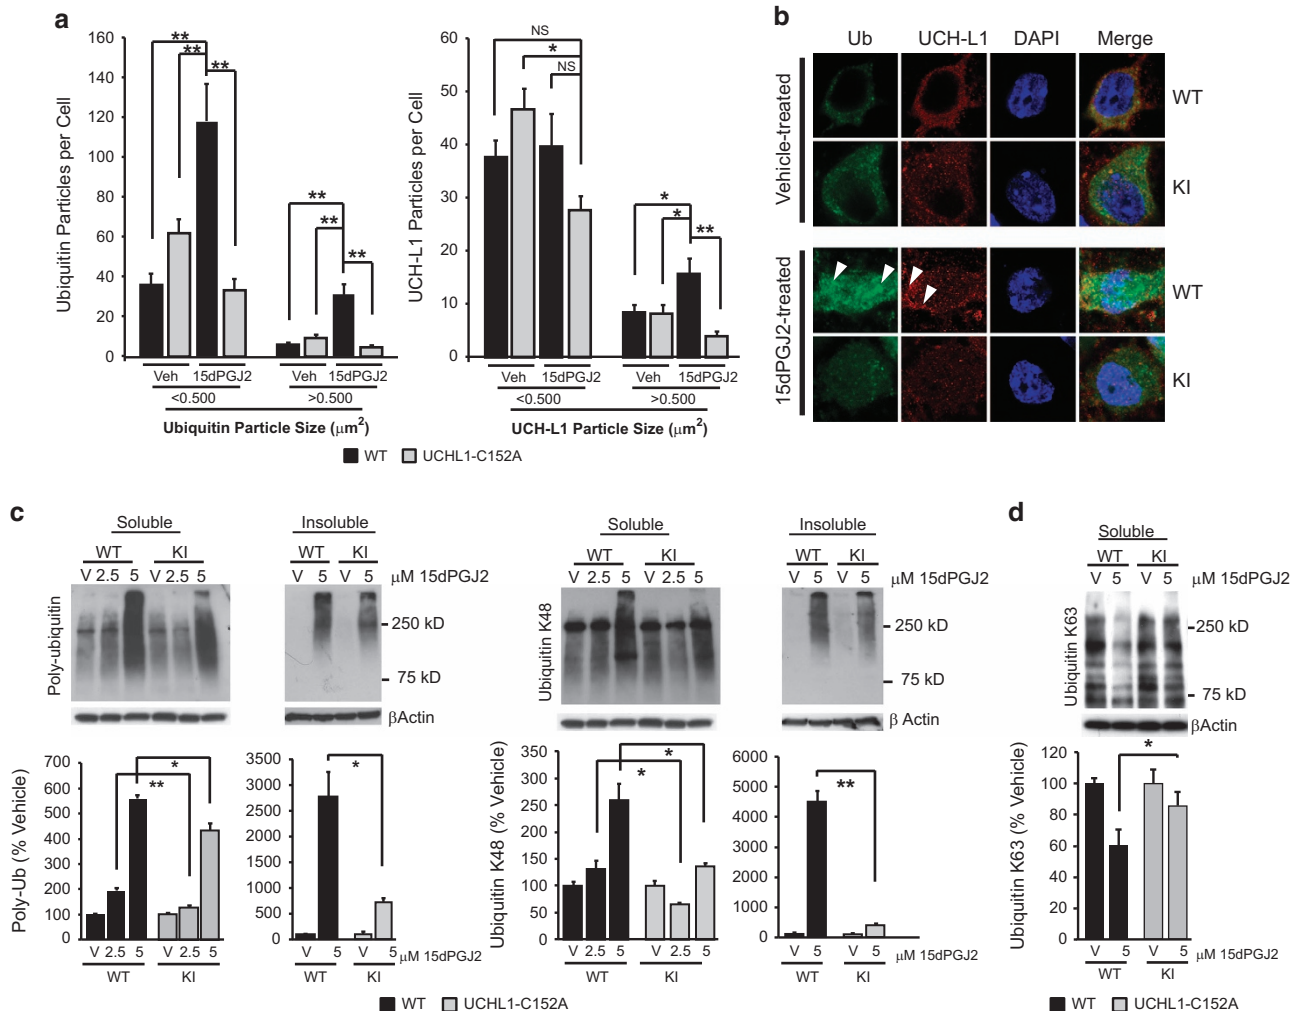 a
Ubiquitin Particles per Cell
160
140
120
100
80
60
40
20
0
**
**
**
**
**
**
Veh 15dPGJ2 Veh 15dPGJ2
<0.500 >0.500
Ubiquitin Particle Size (μm²)
UCH-L1 Particles per Cell
60
50
40
30
20
10
0
NS
*
NS
*
*
**
Veh 15dPGJ2 Veh 15dPGJ2
<0.500 >0.500
UCH-L1 Particle Size (μm²)
WT UCHL1-C152A
b
Ub UCH-L1 DAPI Merge
Vehicle-treated
WT
KI
15dPGJ2-treated
WT
KI
c
Soluble
WT KI
V 2.5 5 V 2.5 5
Poly-ubiquitin
Insoluble
WT KI
V 5 V 5 μM 15dPGJ2
250 kD
75 kD
βActin
Poly-Ub (% Vehicle)
700
600
500
400
300
200
100
0
*
**
V 2.5 5 V 2.5 5
WT KI
3500
3000
2500
2000
1500
1000
500
0
*
V 5 V 5 μM 15dPGJ2
WT KI
Soluble
WT KI
V 2.5 5 V 2.5 5
Ubiquitin K48
Insoluble
WT KI
V 5 V 5 μM 15dPGJ2
250 kD
75 kD
β Actin
Ubiquitin K48 (% Vehicle)
350
300
250
200
150
100
50
0
*
*
V 2.5 5 V 2.5 5
WT KI
6000
5000
4000
3000
2000
1000
0
**
V 5 V 5 μM 15dPGJ2
WT KI
WT UCHL1-C152A
d
Soluble
WT KI
V 5 V 5 μM 15dPGJ2
Ubiquitin K63
250 kD
75 kD
βActin
Ubiquitin K63 (% Vehicle)
120
100
80
60
40
20
0
*
V 5 V 5 μM 15dPGJ2
WT KI
WT UCHL1-C152A